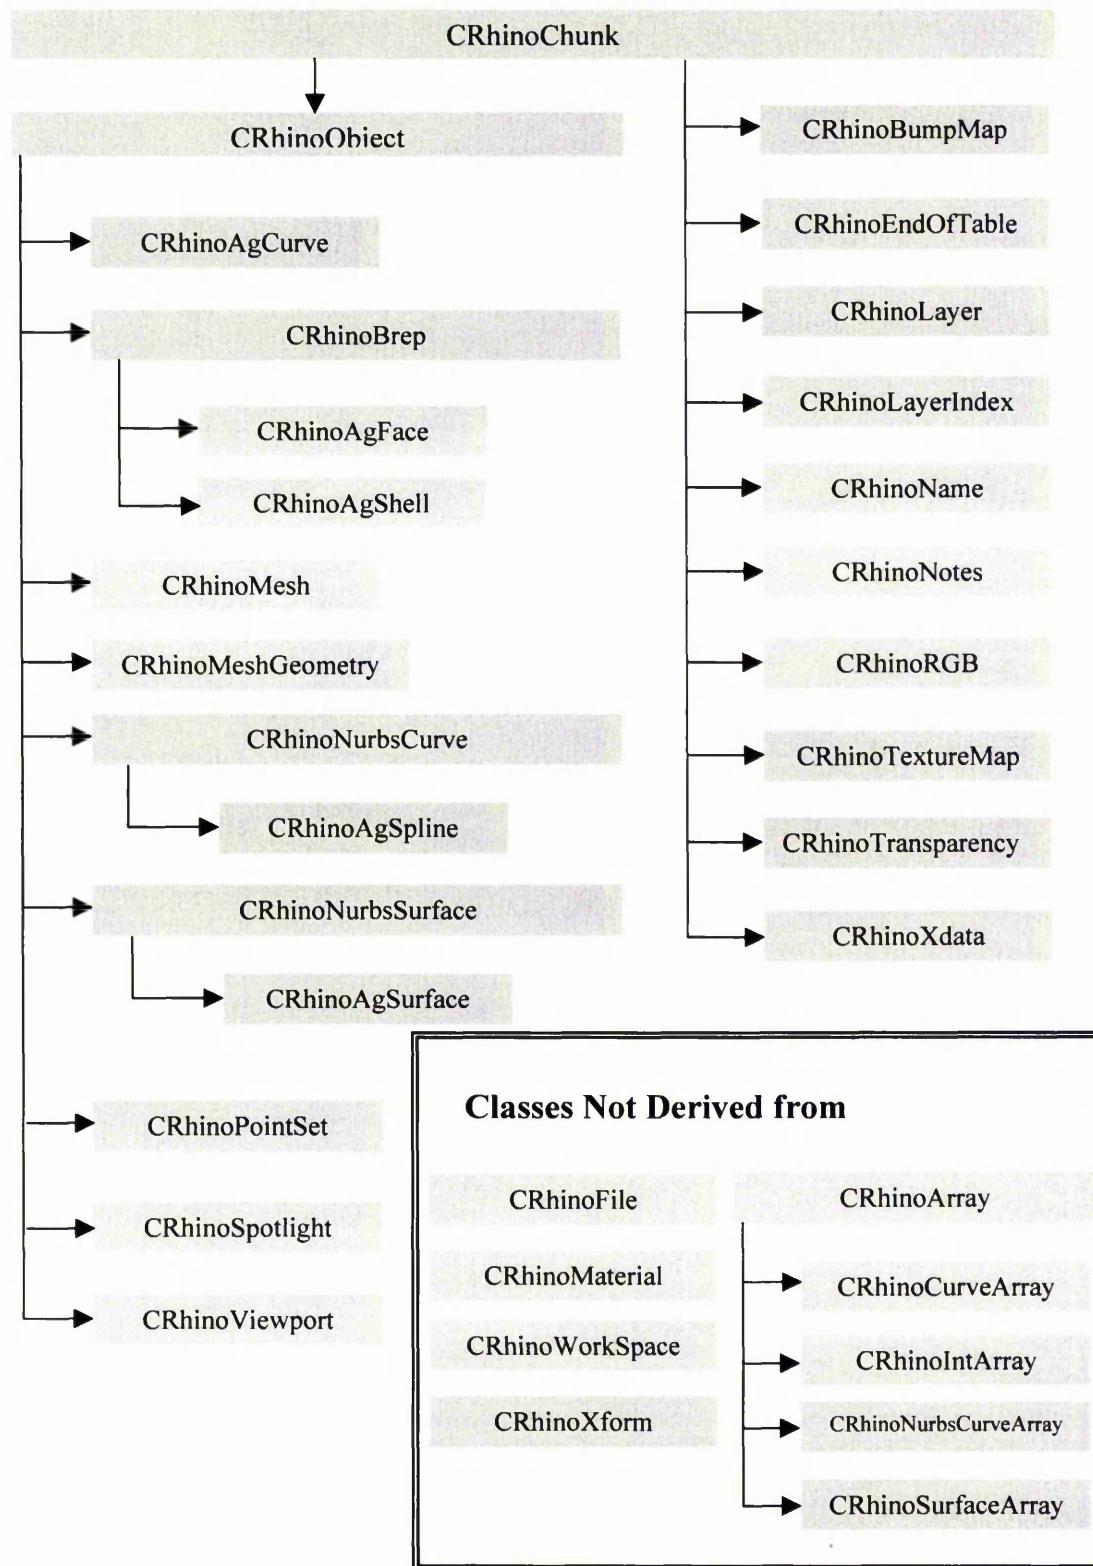 CRhinoChunk
CRhinoObiect
CRhinoAgCurve
CRhinoBrep
CRhinoAgFace
CRhinoAgShell
CRhinoMesh
CRhinoMeshGeometry
CRhinoNurbsCurve
CRhinoAgSpline
CRhinoNurbsSurface
CRhinoAgSurface
CRhinoPointSet
CRhinoSpotlight
CRhinoViewport
CRhinoBumpMap
CRhinoEndOfTable
CRhinoLayer
CRhinoLayerIndex
CRhinoName
CRhinoNotes
CRhinoRGB
CRhinoTextureMap
CRhinoTransparency
CRhinoXdata
Classes Not Derived from
CRhinoFile
CRhinoMaterial
CRhinoWorkSpace
CRhinoXform
CRhinoArray
CRhinoCurveArray
CRhinoIntArray
CRhinoNurbsCurveArray
CRhinoSurfaceArray